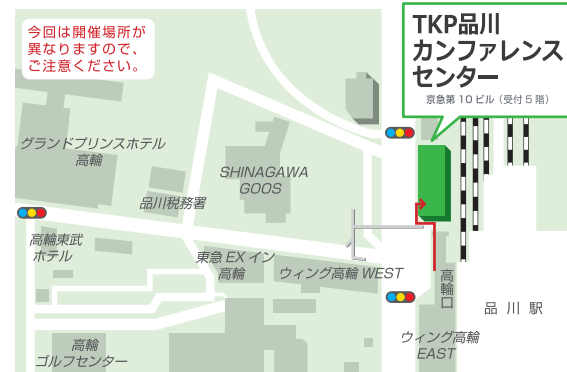 今回は開催場所が
異なりますので、
ご注意ください。
TKP品川
カンファレンス
センター
京急第10ビル（受付5階）
グランドプリンスホテル
高輪
SHINAGAWA
GOOS
品川税務署
高輪東武
ホテル
東急EXイン
高輪
ウィング高輪 WEST
高輪口
品川駅
ウィング高輪
EAST
高輪
ゴルフセンター